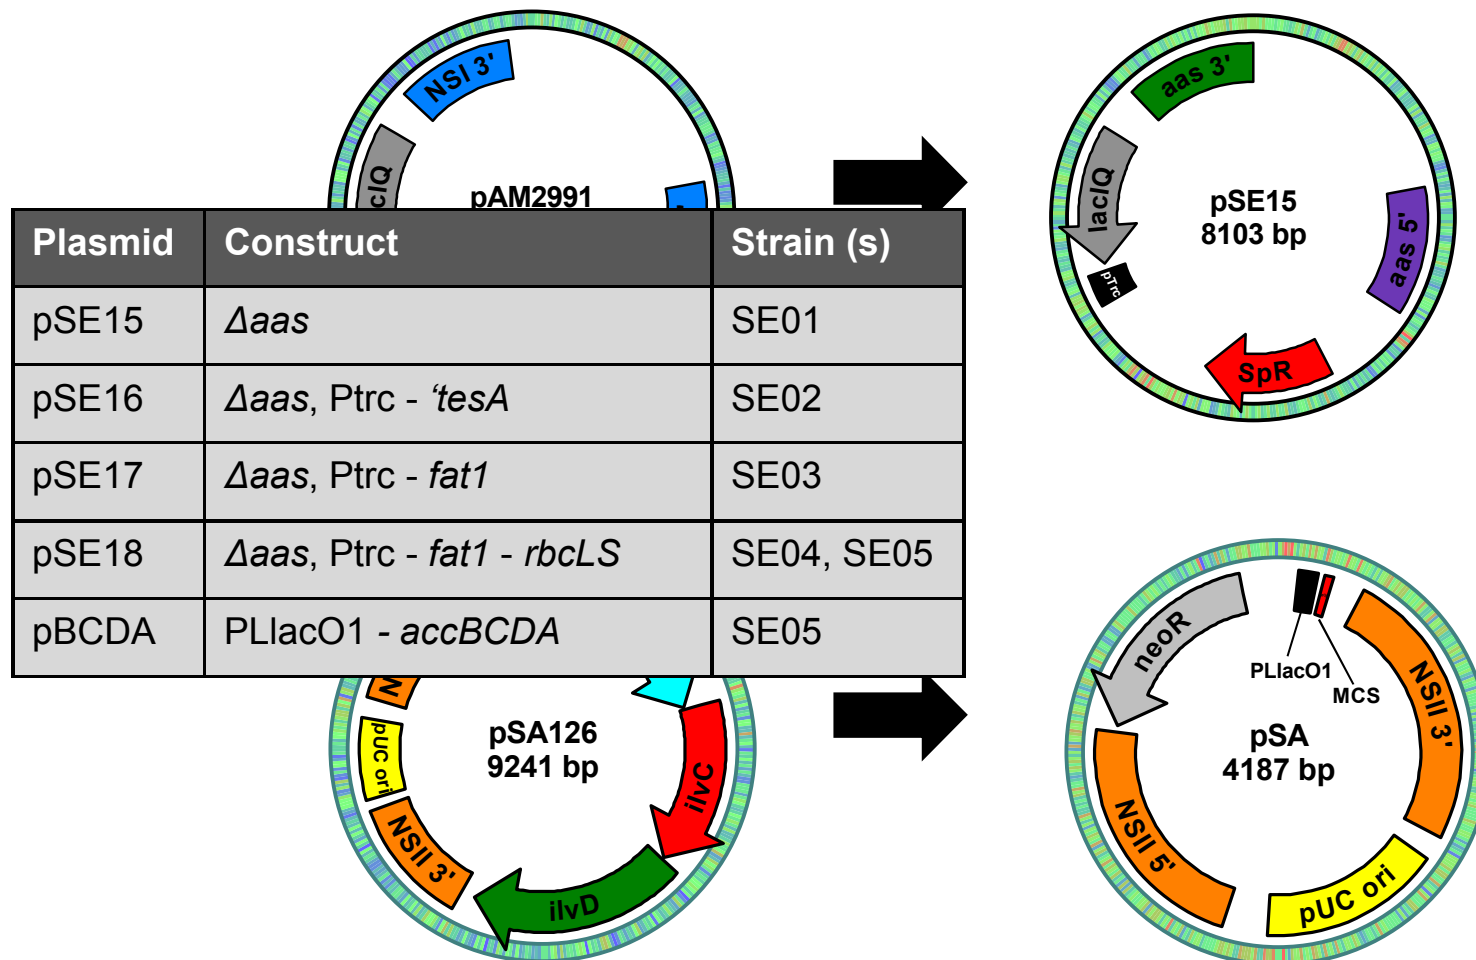 NSI 3'
pAM2991
aas 3'
lacIQ
pTrc
pSE15
8103 bp
aas 5'
SpR
Plasmid Construct Strain (s)
pSE15 Δaas SE01
pSE16 Δaas, Ptrc - ‘tesA SE02
pSE17 Δaas, Ptrc - fat1 SE03
pSE18 Δaas, Ptrc - fat1 - rbcLS SE04, SE05
pBCDA PLlacO1 - accBCDA SE05
pUC ori
pSA126
9241 bp
ilvC
NSII 3'
ilvD
neoR
PLlacO1
MCS
NSII 3'
pSA
4187 bp
NSII 5'
pUC ori